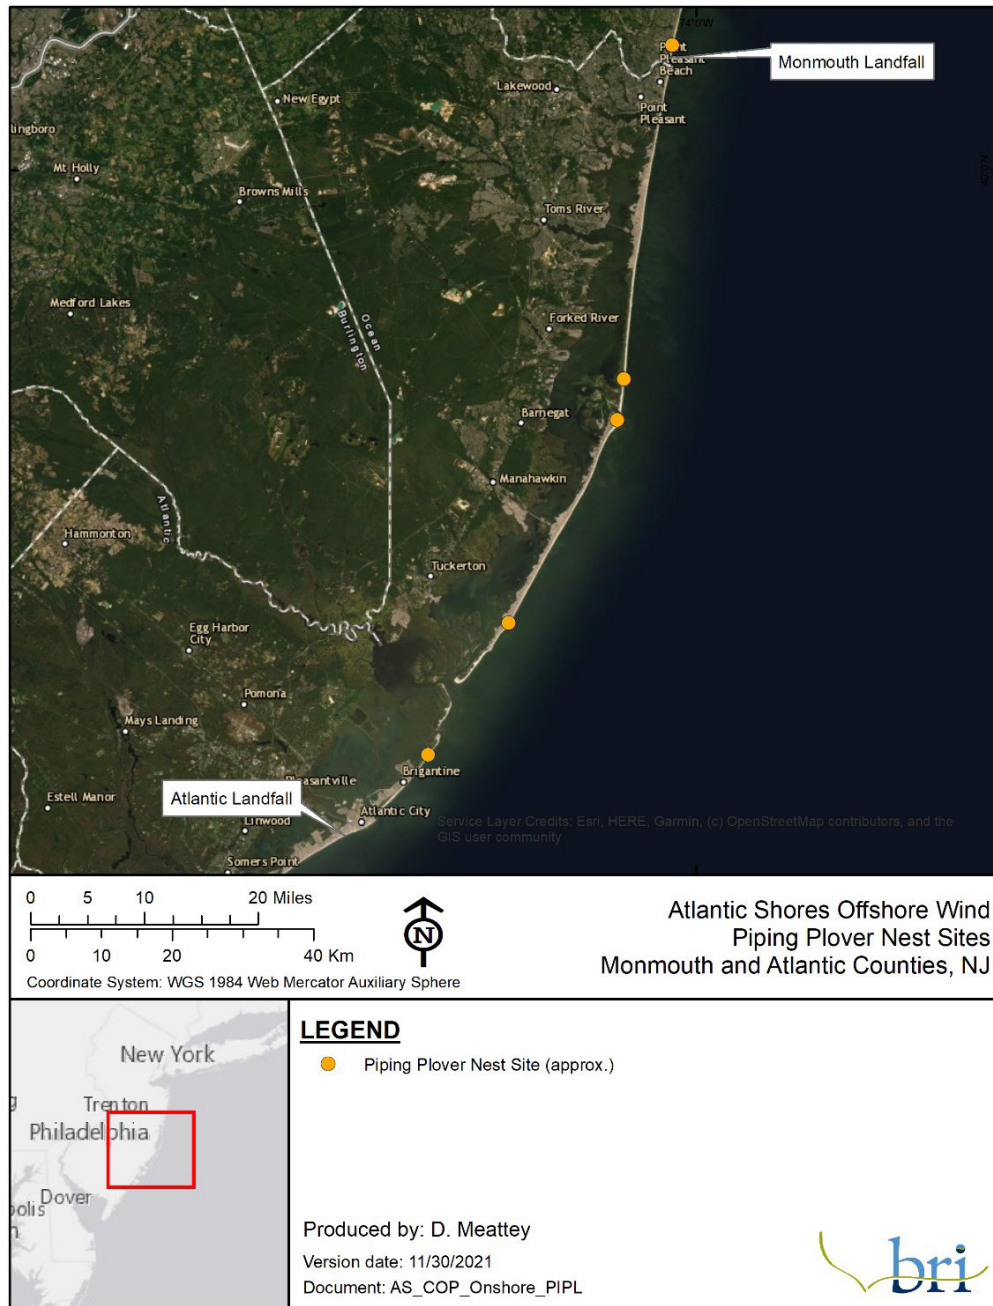 74°0'W
Point
Pleasant
Beach
Monmouth Landfall
Lakewood
New Egypt
Point
Pleasant
lingboro
Mt Holly
40°0'N
Browns Mills
Toms River
Medford Lakes
Forked River
Ocean
Burlington
Barnegat
Manahawkin
Atlantic
Hammonton
Tuckerton
Egg Harbor
City
Pomona
Mays Landing
Brigantine
Pleasantville
Estell Manor
Atlantic Landfall
Atlantic City
Linwood
Service Layer Credits: Esri, HERE, Garmin, (c) OpenStreetMap contributors, and the
GIS user community
Somers Point
0 5 10 20 Miles
0 10 20 40 Km
N
Coordinate System: WGS 1984 Web Mercator Auxiliary Sphere
Atlantic Shores Offshore Wind
Piping Plover Nest Sites
Monmouth and Atlantic Counties, NJ
New York
Trenton
Philadelphia
Dover
polis
LEGEND
Piping Plover Nest Site (approx.)
Produced by: D. Meattey
Version date: 11/30/2021
Document: AS_COP_Onshore_PIPL
bri